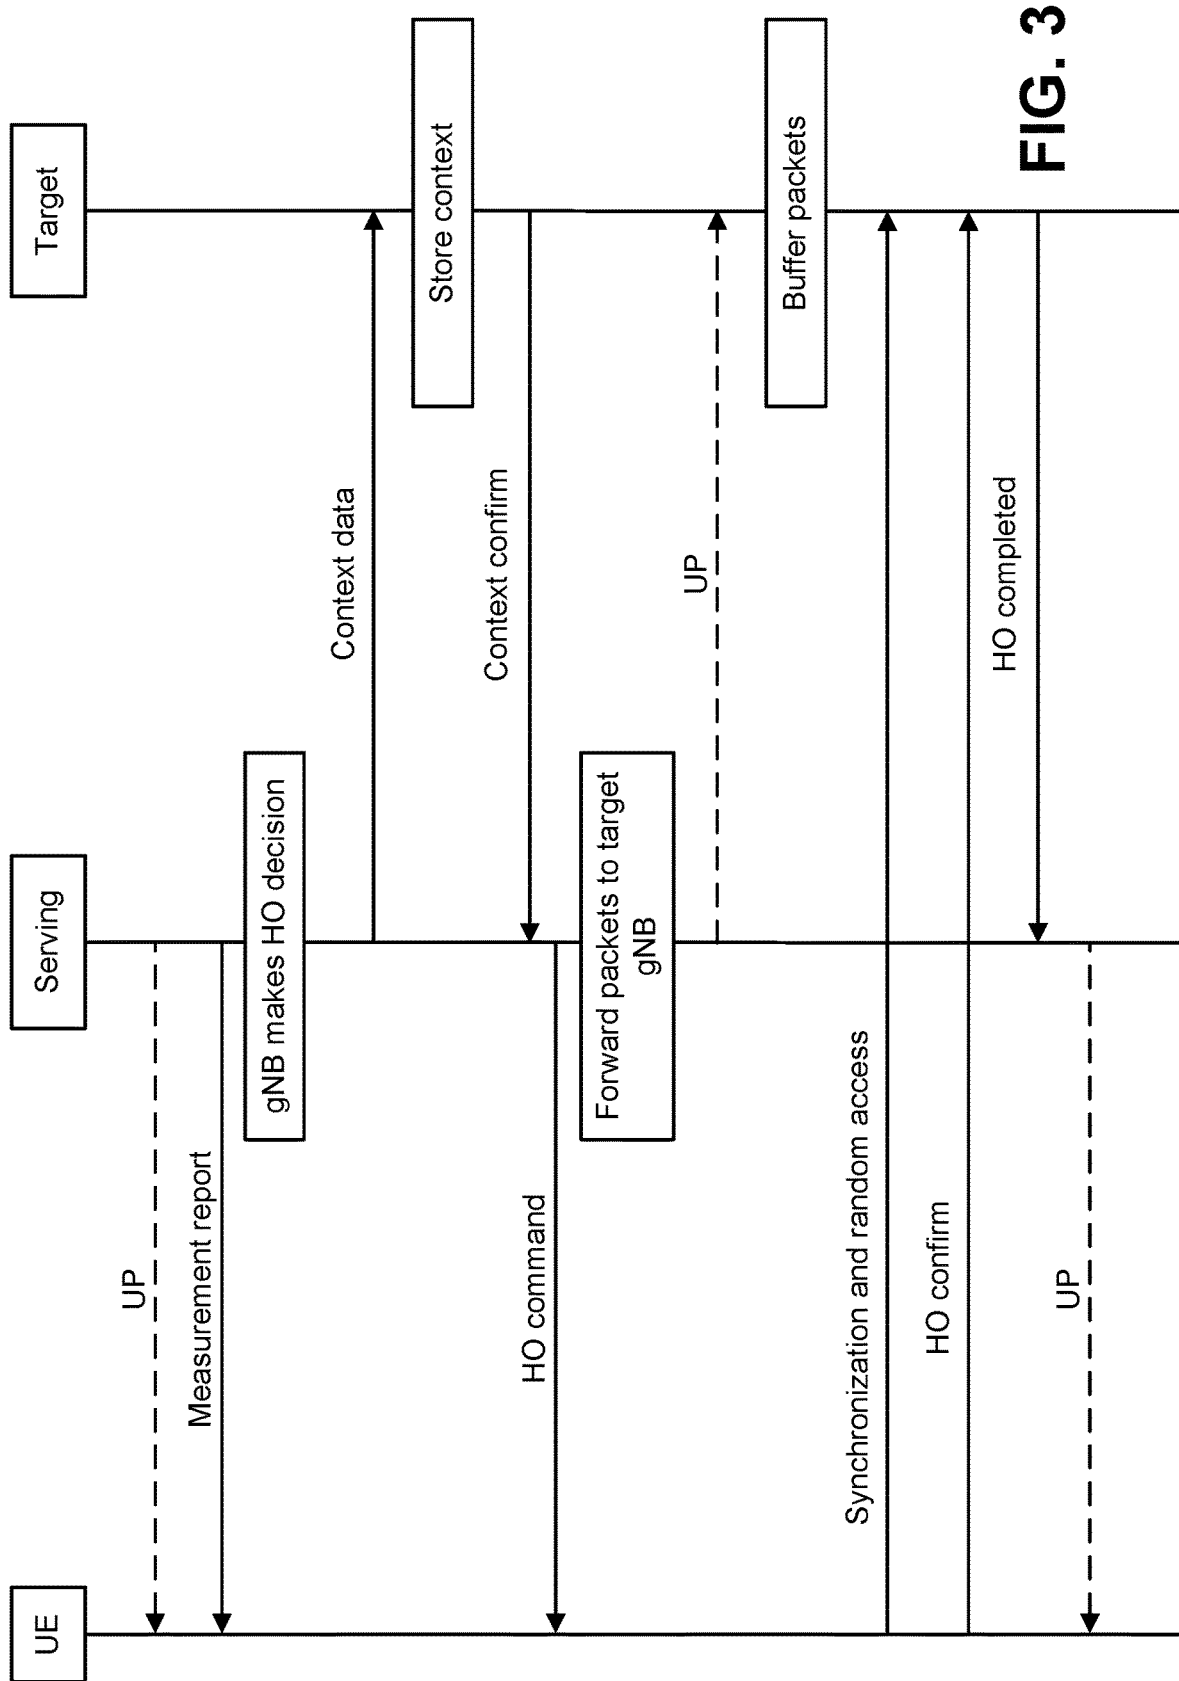 UE
Serving
Target
UP
Measurement report
gNB makes HO decision
Context data
Store context
Context confirm
HO command
Forward packets to target
gNB
UP
Buffer packets
Synchronization and random access
HO confirm
HO completed
UP
FIG. 3